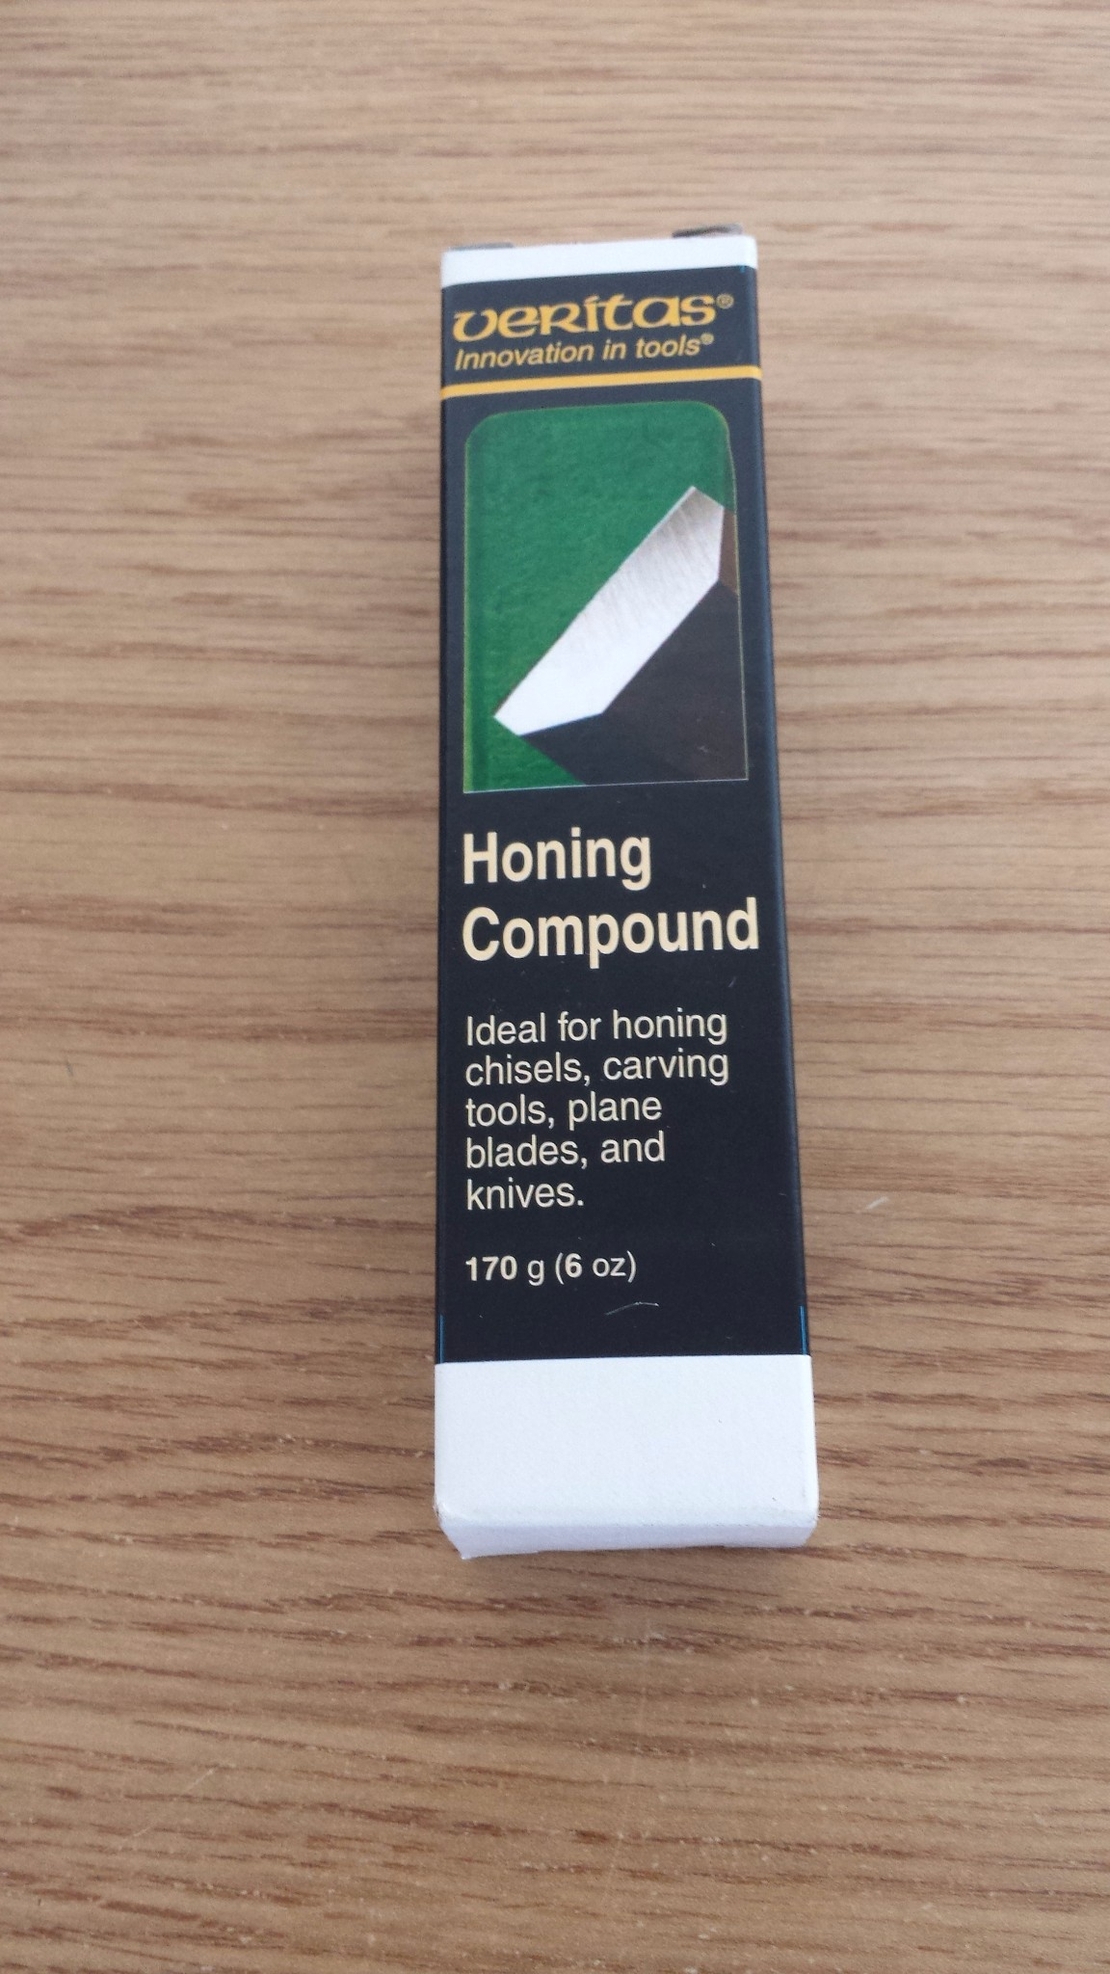 veritas®
Innovation in tools®
Honing
Compound
Ideal for honing
chisels, carving
tools, plane
blades, and
knives.
170 g (6 oz)